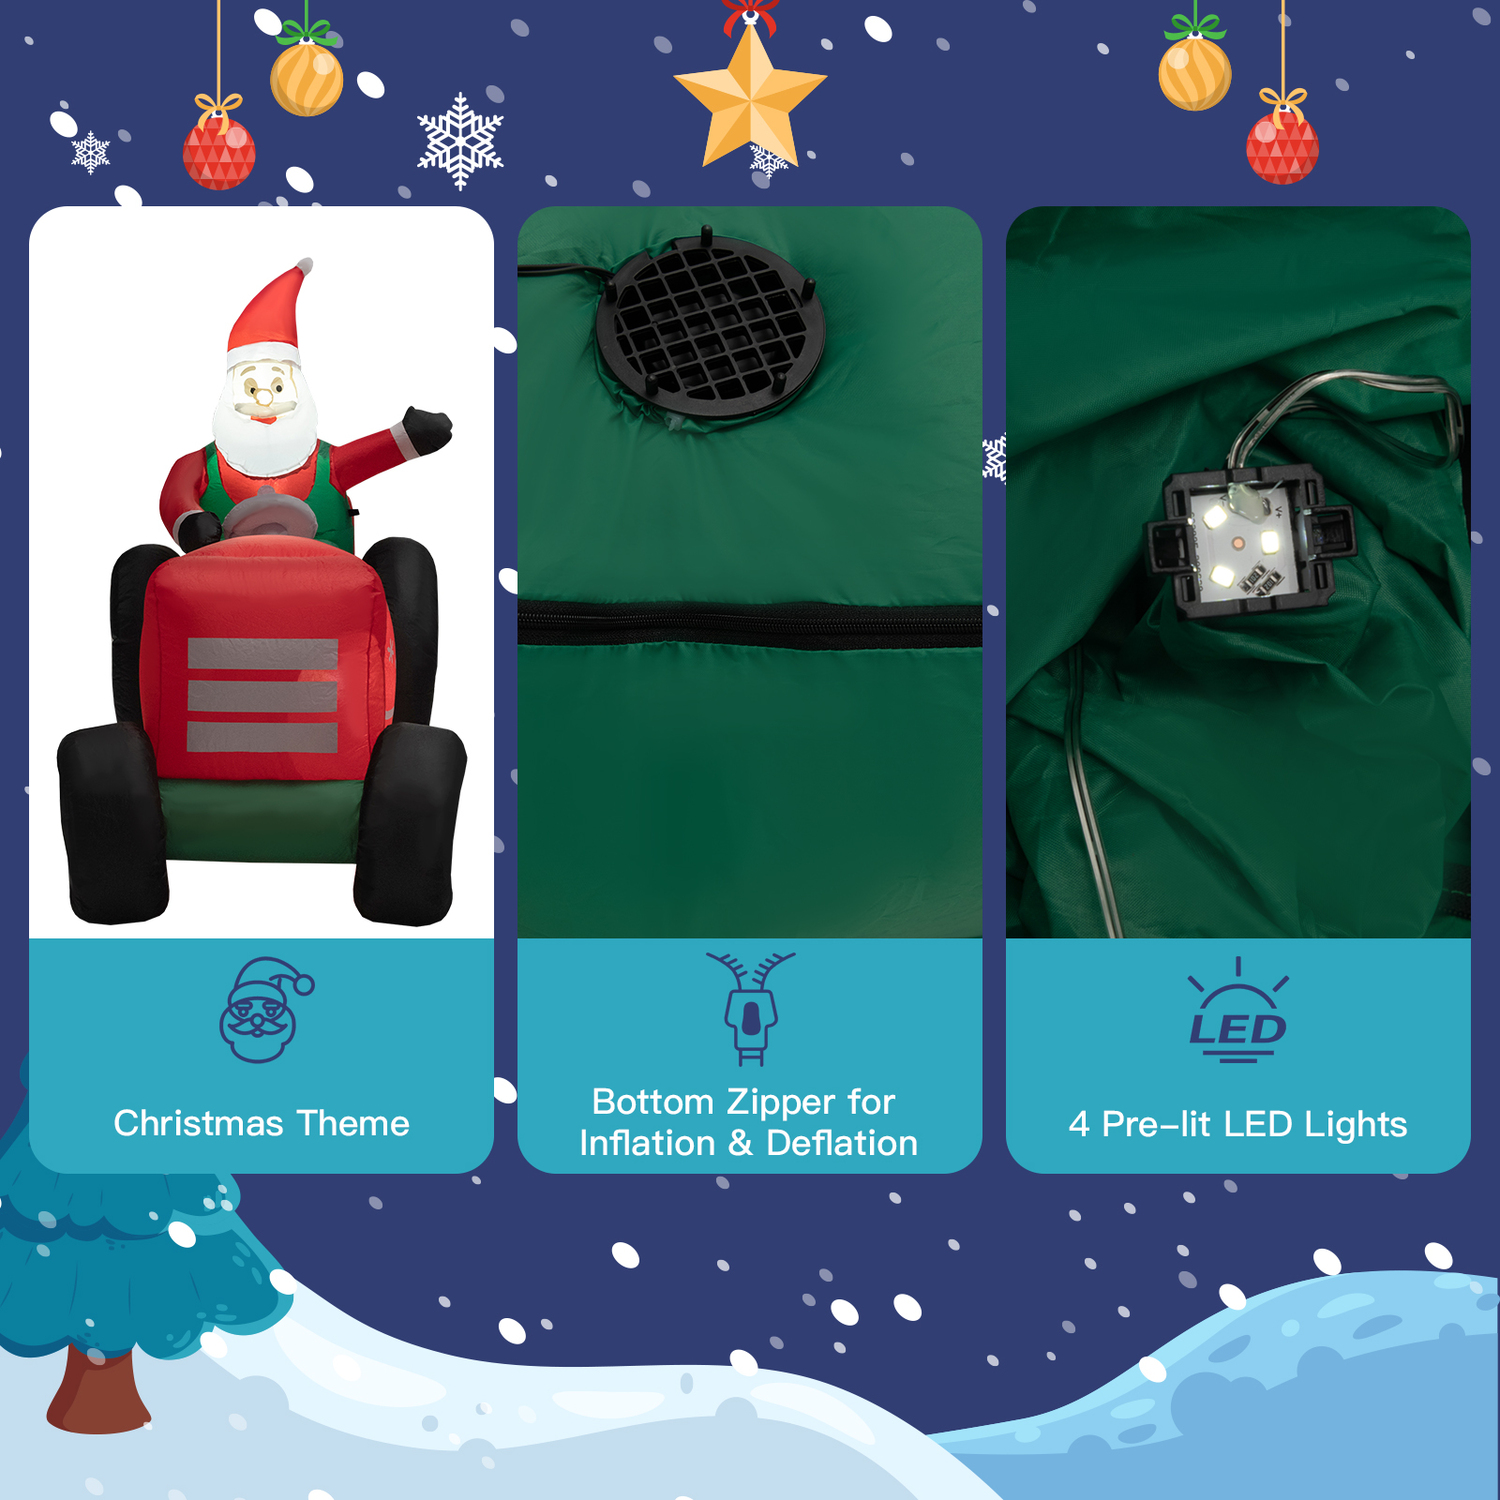 Christmas Theme
Bottom Zipper for
Inflation & Deflation
LED
4 Pre-lit LED Lights
V+